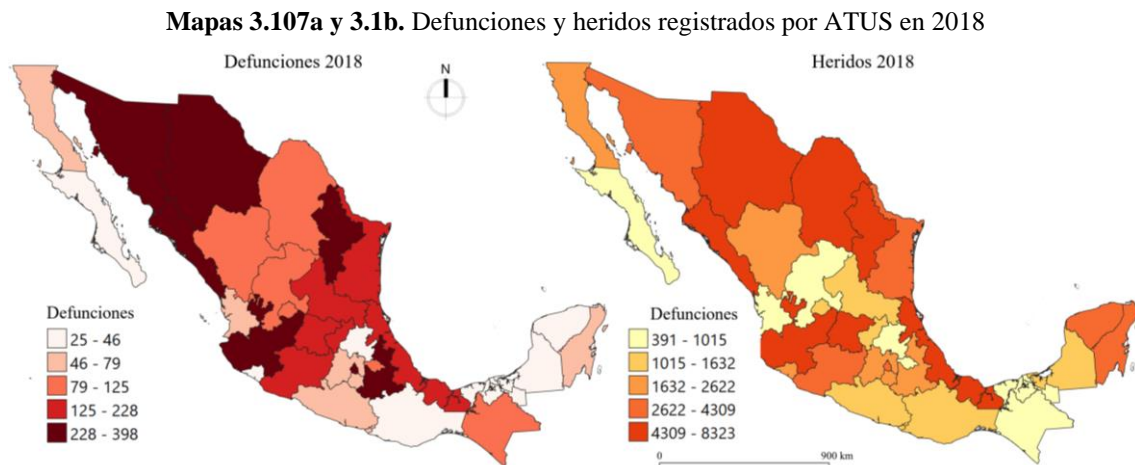 Mapas 3.107a y 3.1b. Defunciones y heridos registrados por ATUS en 2018
Defunciones 2018
N
Defunciones
25 - 46
46 - 79
79 - 125
125 - 228
228 - 398
Heridos 2018
Defunciones
391 - 1015
1015 - 1632
1632 - 2622
2622 - 4309
4309 - 8323
0 900 km